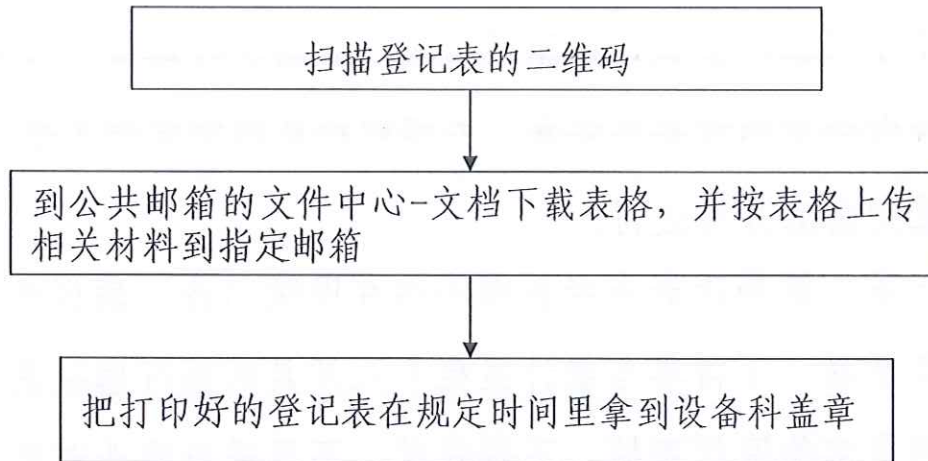 扫描登记表的二维码
到公共邮箱的文件中心-文档下载表格，并按表格上传
相关材料到指定邮箱
把打印好的登记表在规定时间里拿到设备科盖章